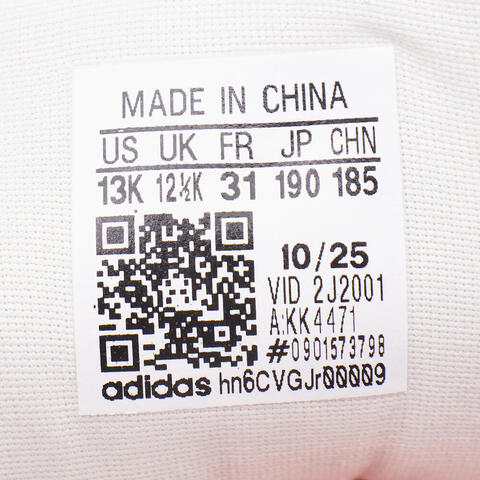 MADE IN CHINA
US UK FR JP CHN
13K 12½K 31 190 185
10/25
VID 2J2001
A:KK4471
#0901573798
adidas hn6CVGJr00009